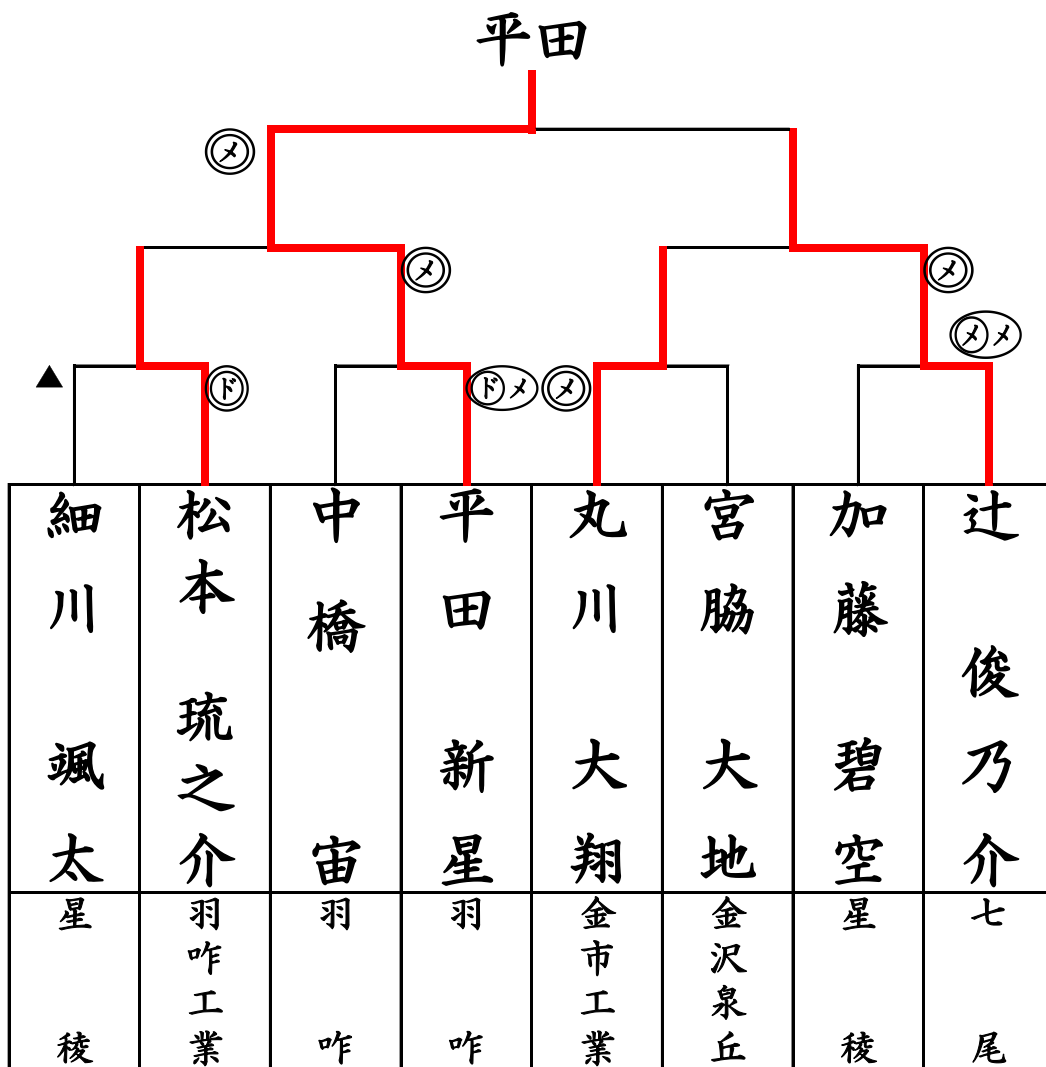 平田
メ
メ
メ
メメ
▲
ド
ドメ
メ
細川 颯太
松本 琉之介
中橋 宙
平田 新星
丸川 大翔
宮脇 大地
加藤 碧空
辻 俊乃介
星稜
羽咋工業
羽咋
羽咋
金市工業
金沢泉丘
星稜
七尾